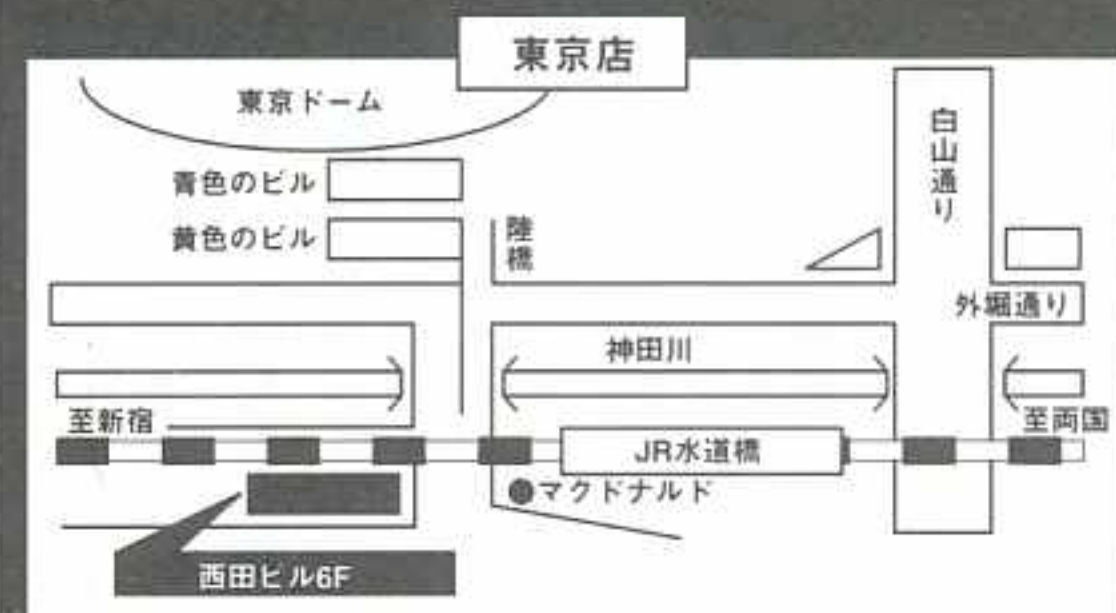 東京店
東京ドーム
白山通り
青色のビル
黄色のビル
陸橋
外堀通り
神田川
至新宿
至両国
JR水道橋
●マクドナルド
西田ヒル6F